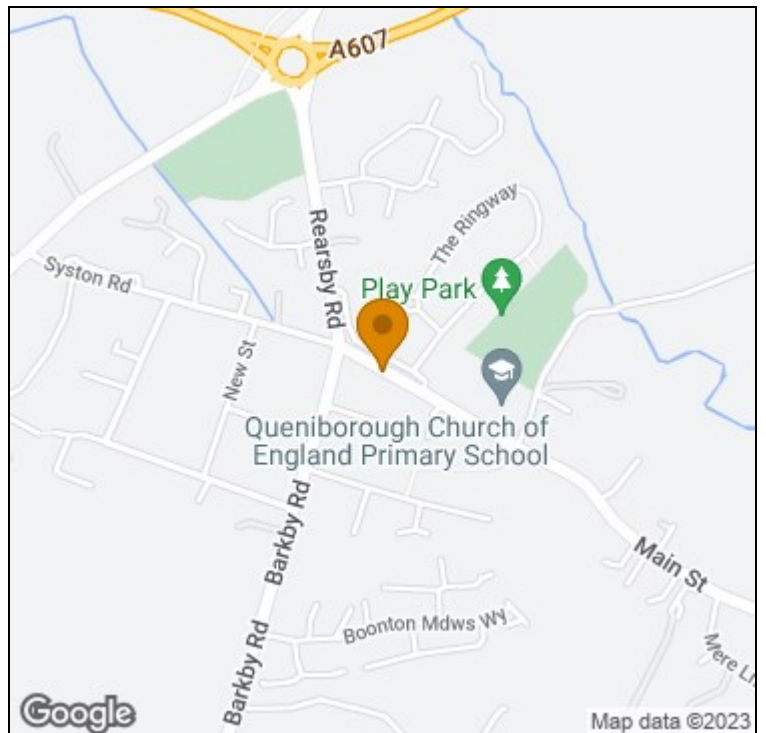 A607
The Ringway
Rearsby Rd
Syston Rd
Play Park
New St
Queniborough Church of
England Primary School
Barkby Rd
Main St
Boonton Mdws Wy
Mere Ln
Barkby Rd
Google
Map data ©2023